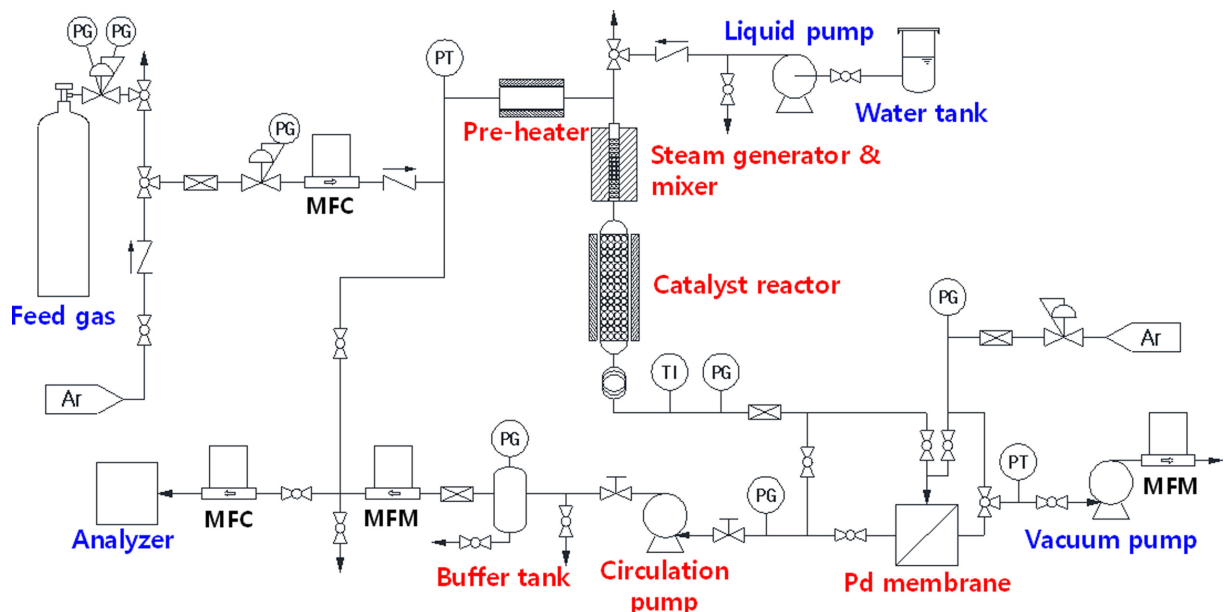 PG
PG
Liquid pump
PT
Water tank
Pre-heater
PG
Steam generator &
mixer
MFC
Catalyst reactor
Feed gas
PG
Ar
Ar
TI
PG
PG
PT
PG
MFM
MFC
MFM
Analyzer
Buffer tank
Circulation
pump
Pd membrane
Vacuum pump